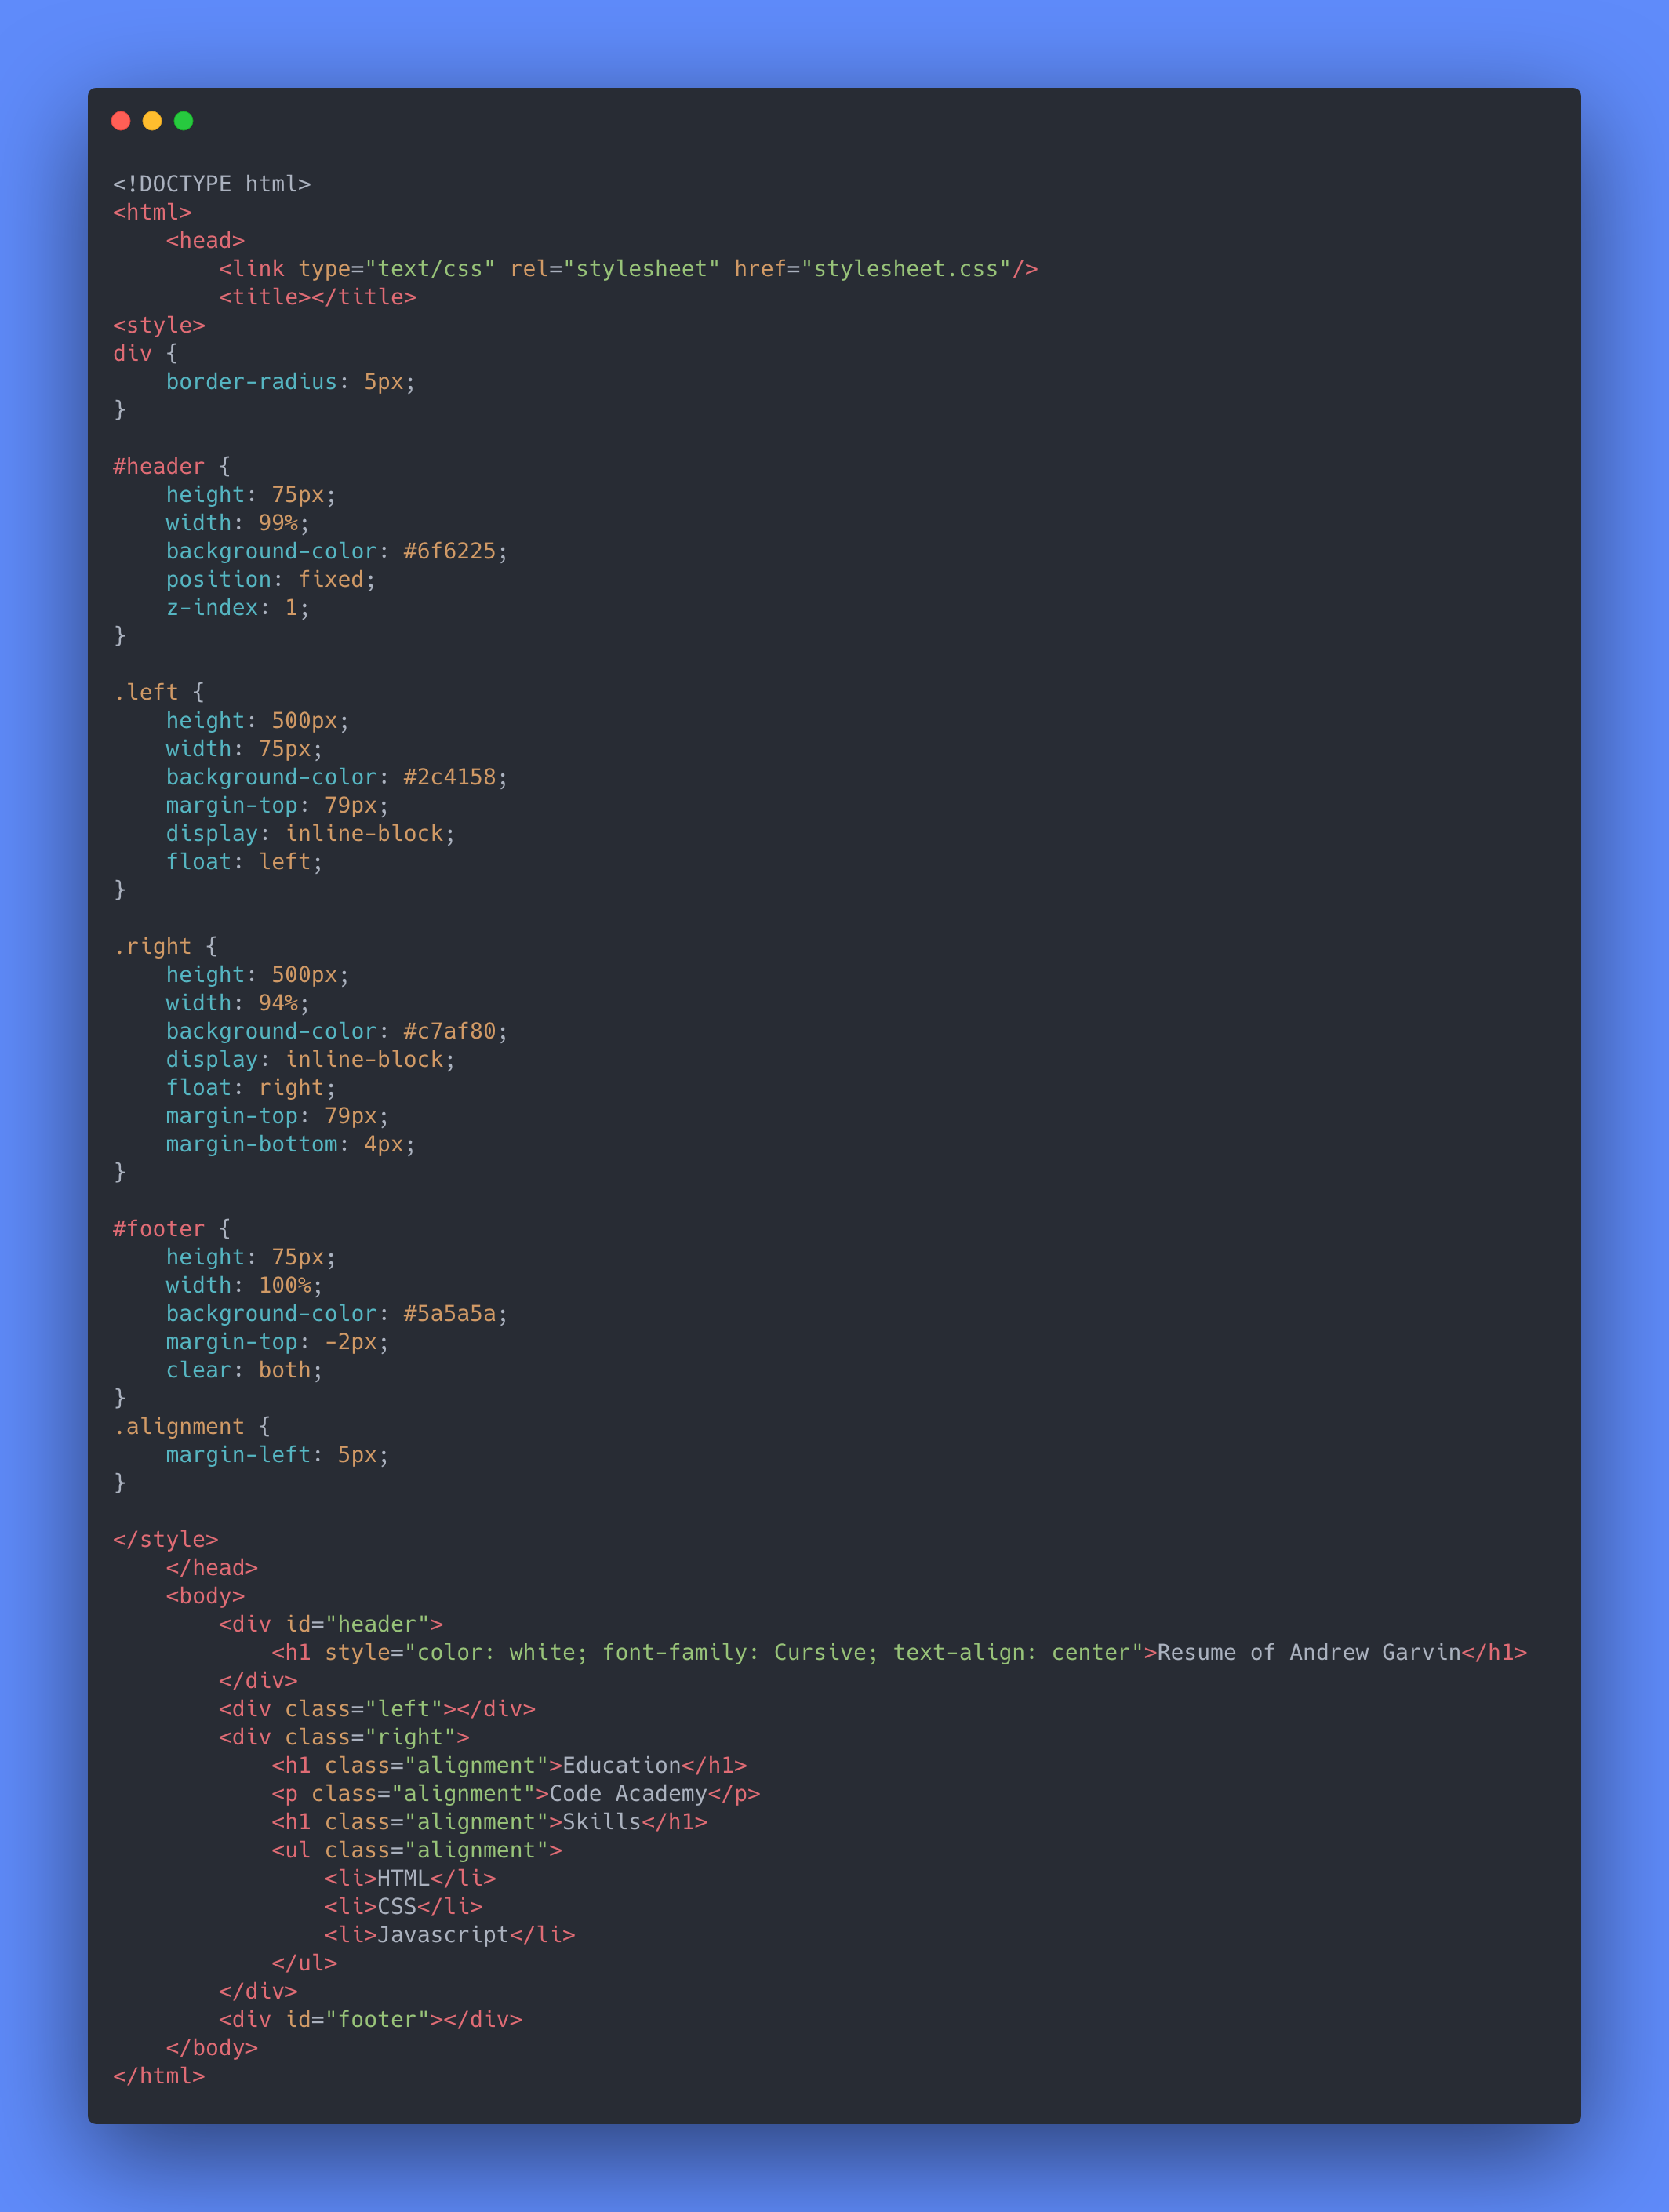 <!DOCTYPE html>
<html>
    <head>
        <link type="text/css" rel="stylesheet" href="stylesheet.css"/>
        <title></title>
<style>
div {
    border-radius: 5px;
}

#header {
    height: 75px;
    width: 99%;
    background-color: #6f6225;
    position: fixed;
    z-index: 1;
}

.left {
    height: 500px;
    width: 75px;
    background-color: #2c4158;
    margin-top: 79px;
    display: inline-block;
    float: left;
}

.right {
    height: 500px;
    width: 94%;
    background-color: #c7af80;
    display: inline-block;
    float: right;
    margin-top: 79px;
    margin-bottom: 4px;
}

#footer {
    height: 75px;
    width: 100%;
    background-color: #5a5a5a;
    margin-top: -2px;
    clear: both;
}
.alignment {
    margin-left: 5px;
}

</style>
    </head>
    <body>
        <div id="header">
            <h1 style="color: white; font-family: Cursive; text-align: center">Resume of Andrew Garvin</h1>
        </div>
        <div class="left"></div>
        <div class="right">
            <h1 class="alignment">Education</h1>
            <p class="alignment">Code Academy</p>
            <h1 class="alignment">Skills</h1>
            <ul class="alignment">
                <li>HTML</li>
                <li>CSS</li>
                <li>Javascript</li>
            </ul>
        </div>
        <div id="footer"></div>
    </body>
</html>